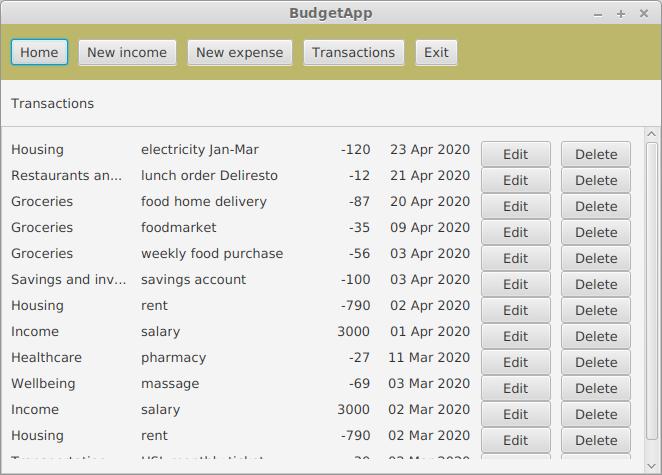 BudgetApp
Home New income New expense Transactions Exit
Transactions
Housing electricity Jan-Mar -120 23 Apr 2020 Edit Delete
Restaurants an... lunch order Deliresto -12 21 Apr 2020 Edit Delete
Groceries food home delivery -87 20 Apr 2020 Edit Delete
Groceries foodmarket -35 09 Apr 2020 Edit Delete
Groceries weekly food purchase -56 03 Apr 2020 Edit Delete
Savings and inv... savings account -100 03 Apr 2020 Edit Delete
Housing rent -790 02 Apr 2020 Edit Delete
Income salary 3000 01 Apr 2020 Edit Delete
Healthcare pharmacy -27 11 Mar 2020 Edit Delete
Wellbeing massage -69 03 Mar 2020 Edit Delete
Income salary 3000 02 Mar 2020 Edit Delete
Housing rent -790 02 Mar 2020 Edit Delete